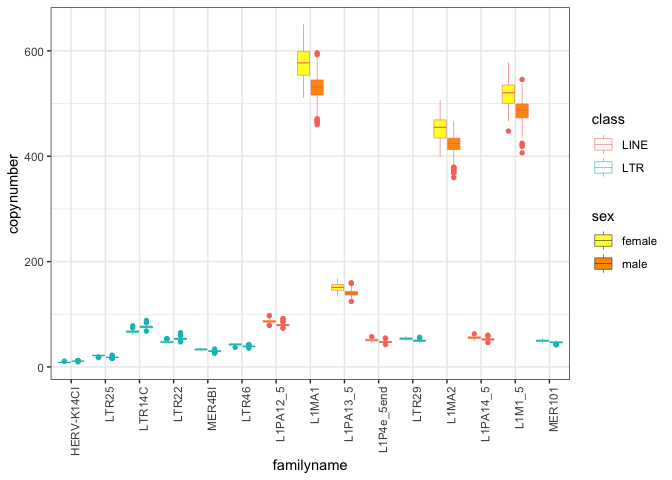 600
400
200
0
copynumber
HERV-K14CI
LTR25
LTR14C
LTR22
MER4BI
LTR46
L1PA12_5
L1MA1
L1PA13_5
L1P4e_5end
LTR29
L1MA2
L1PA14_5
L1M1_5
MER101
familyname
class
LINE
LTR
sex
female
male